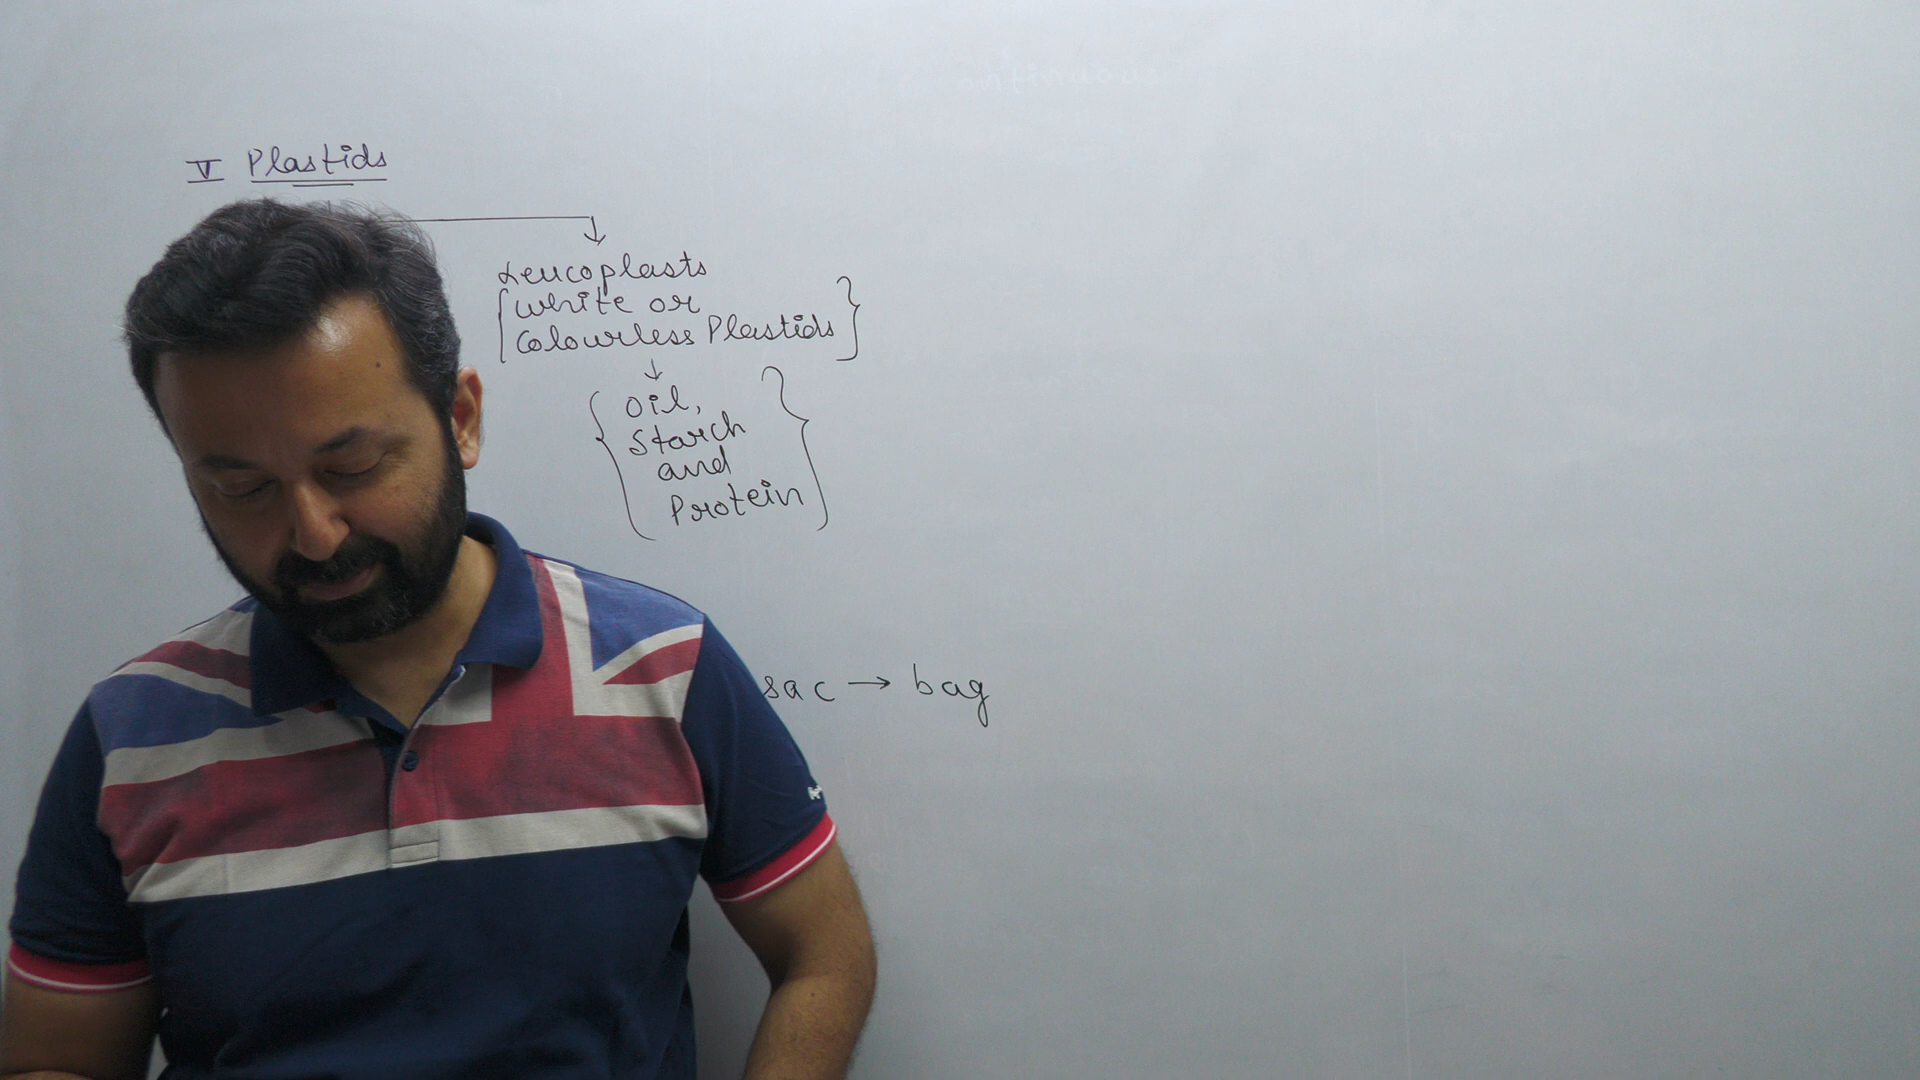 V Plastids
Leucoplasts
[white or
Colourless Plastids}
{ Oil,
Starch
and
Protein }
sac → bag